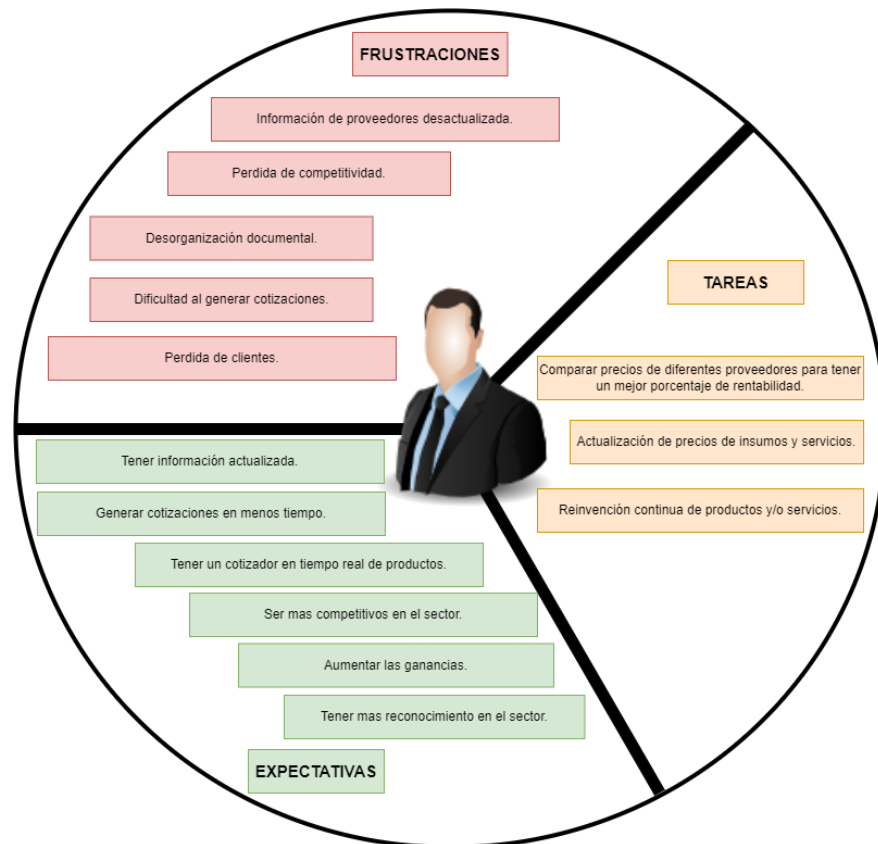 FRUSTRACIONES
Información de proveedores desactualizada.
Perdida de competitividad.
Desorganización documental.
Dificultad al generar cotizaciones.
Perdida de clientes.
TAREAS
Comparar precios de diferentes proveedores para tener
un mejor porcentaje de rentabilidad.
Actualización de precios de insumos y servicios.
Reinvención continua de productos y/o servicios.
Tener información actualizada.
Generar cotizaciones en menos tiempo.
Tener un cotizador en tiempo real de productos.
Ser mas competitivos en el sector.
Aumentar las ganancias.
Tener mas reconocimiento en el sector.
EXPECTATIVAS